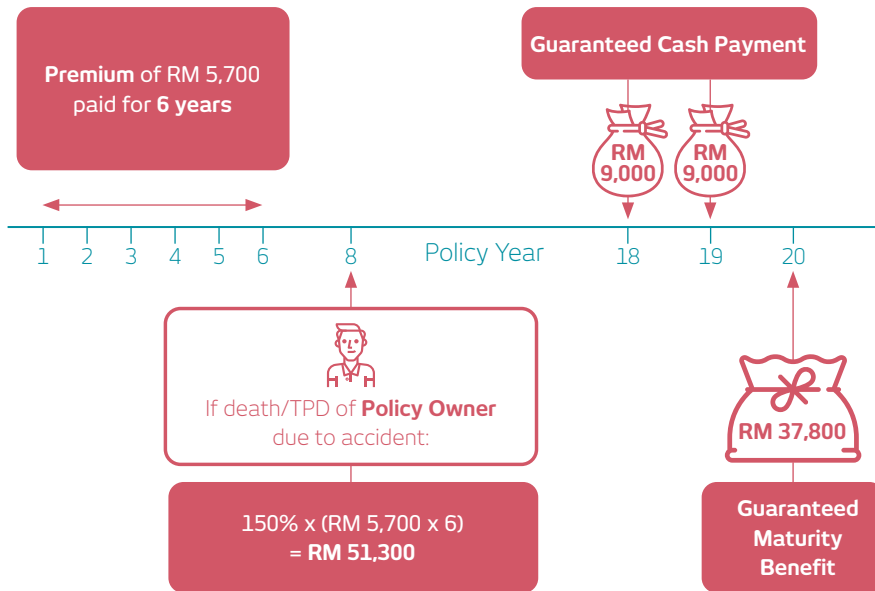 Premium of RM 5,700
paid for 6 years
Guaranteed Cash Payment
RM
9,000
RM
9,000
1 2 3 4 5 6 8 Policy Year 18 19 20
If death/TPD of Policy Owner
due to accident:
150% x (RM 5,700 x 6)
= RM 51,300
RM 37,800
Guaranteed
Maturity
Benefit